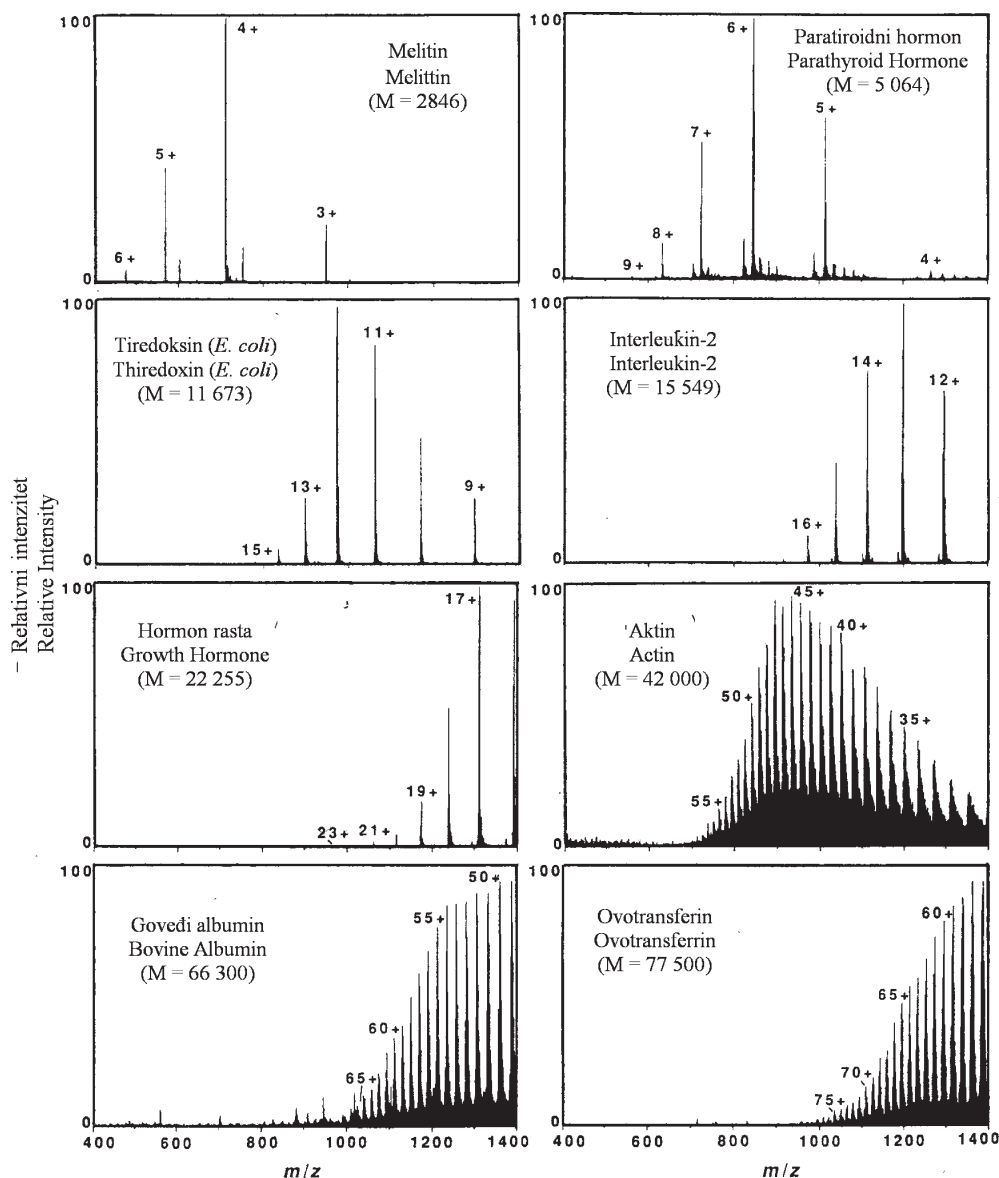 100
4+
Melitin
Melittin
(M = 2846)
5+
3+
6+
0
6+
Paratiroidni hormon
Parathyroid Hormone
(M = 5 064)
5+
7+
8+
9+
4+
0
100
Tiredoksin (E. coli)
Thiredoxin (E. coli)
(M = 11 673)
11+
13+
9+
15+
0
100
Interleukin-2
Interleukin-2
(M = 15 549)
14+
12+
16+
0
– Relativni intenzitet
Relative Intensity
100
17+
Hormon rasta
Growth Hormone
(M = 22 255)
19+
23+
21+
0
100
45+
Aktin
Actin
(M = 42 000)
40+
50+
35+
55+
0
100
50+
Goveđi albumin
Bovine Albumin
(M = 66 300)
55+
60+
65+
0
400 600 800 1000 1200 1400
m/z
100
Ovotransferin
Ovotransferrin
(M = 77 500)
60+
65+
70+
75+
0
400 600 800 1000 1200 1400
m/z